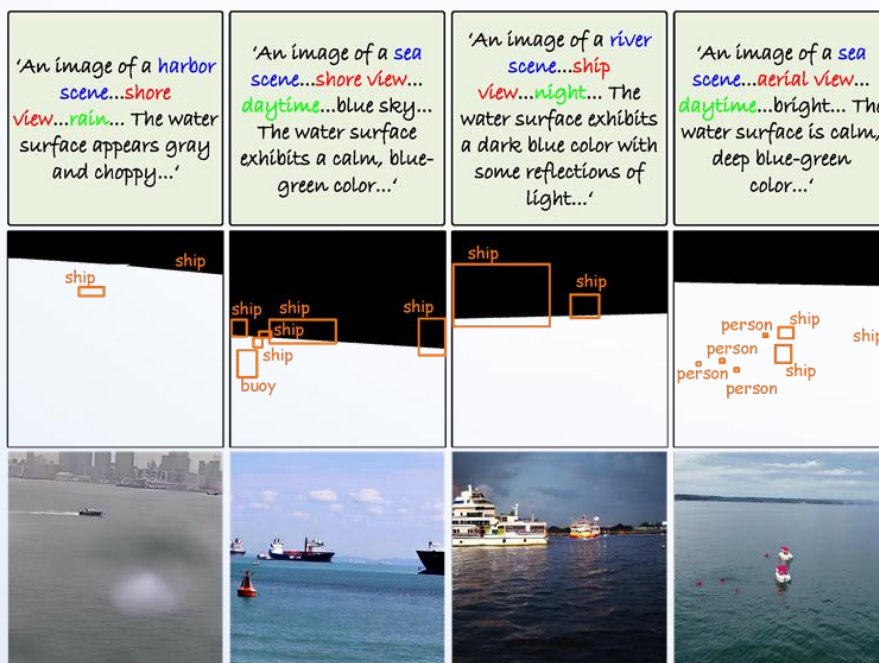 'An image of a harbor
scene...shore
view...rain... The water
surface appears gray
and choppy...'
'An image of a sea
scene...shore view...
daytime...blue sky...
The water surface
exhibits a calm, blue-
green color...'
'An image of a river
scene...ship
view...night... The
water surface exhibits
a dark blue color with
some reflections of
light...'
'An image of a sea
scene...aerial view...
daytime...bright... The
water surface is calm,
deep blue-green
color...'
ship
ship
ship
ship
ship
ship
ship
buoy
ship
ship
person
ship
person
ship
person
ship
person